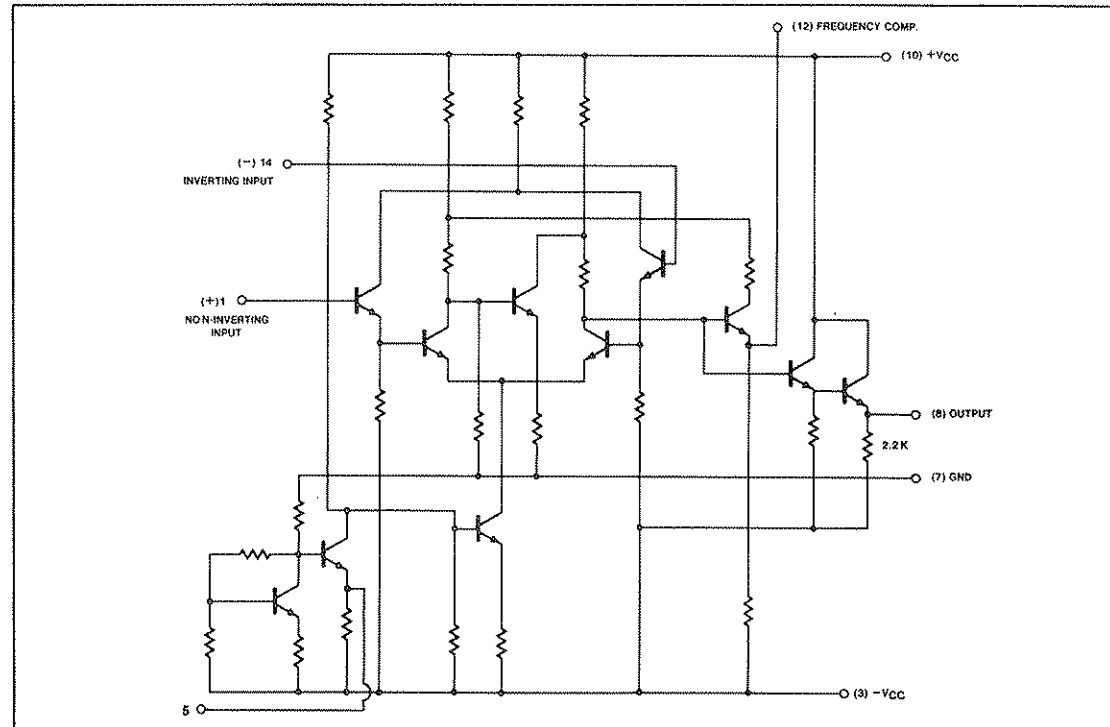 (12) FREQUENCY COMP.
(10) +VCC
(−) 14
INVERTING INPUT
(+)1
NON-INVERTING
INPUT
(8) OUTPUT
2.2 K
(7) GND
(3) −VCC
5